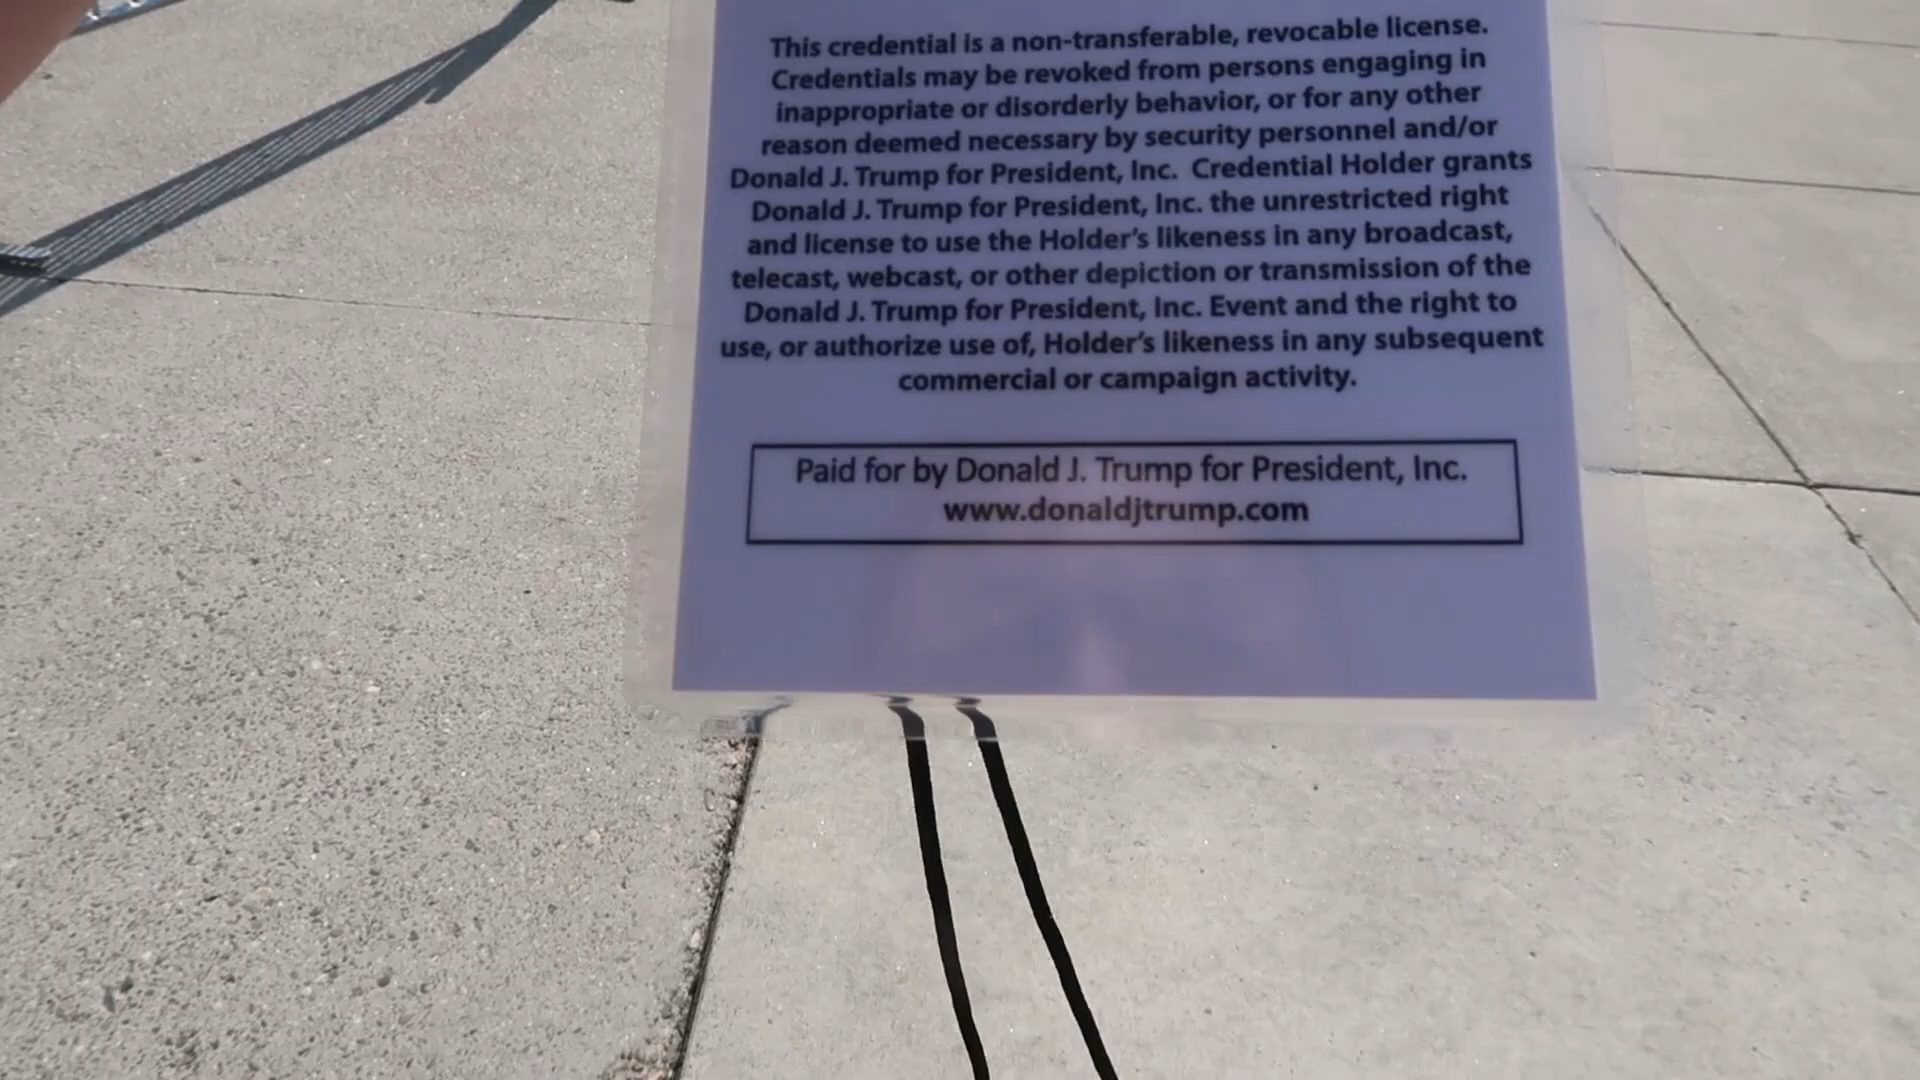 This credential is a non-transferable, revocable license.
Credentials may be revoked from persons engaging in
inappropriate or disorderly behavior, or for any other
reason deemed necessary by security personnel and/or
Donald J. Trump for President, Inc. Credential Holder grants
Donald J. Trump for President, Inc. the unrestricted right
and license to use the Holder's likeness in any broadcast,
telecast, webcast, or other depiction or transmission of the
Donald J. Trump for President, Inc. Event and the right to
use, or authorize use of, Holder's likeness in any subsequent
commercial or campaign activity.
Paid for by Donald J. Trump for President, Inc.
www.donaldjtrump.com